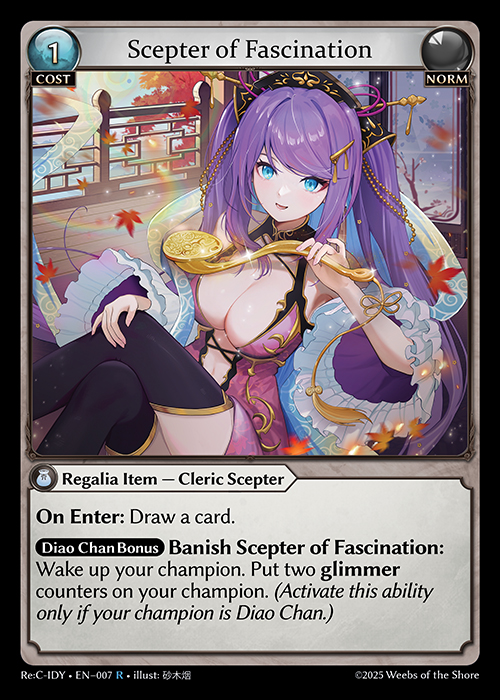 1
Scepter of Fascination
COST
NORM
Regalia Item — Cleric Scepter
On Enter: Draw a card.
Diao Chan Bonus Banish Scepter of Fascination:
Wake up your champion. Put two glimmer
counters on your champion. (Activate this ability
only if your champion is Diao Chan.)
Re:C-IDY • EN-007 R • illust: 砂木烟
©2025 Weebs of the Shore